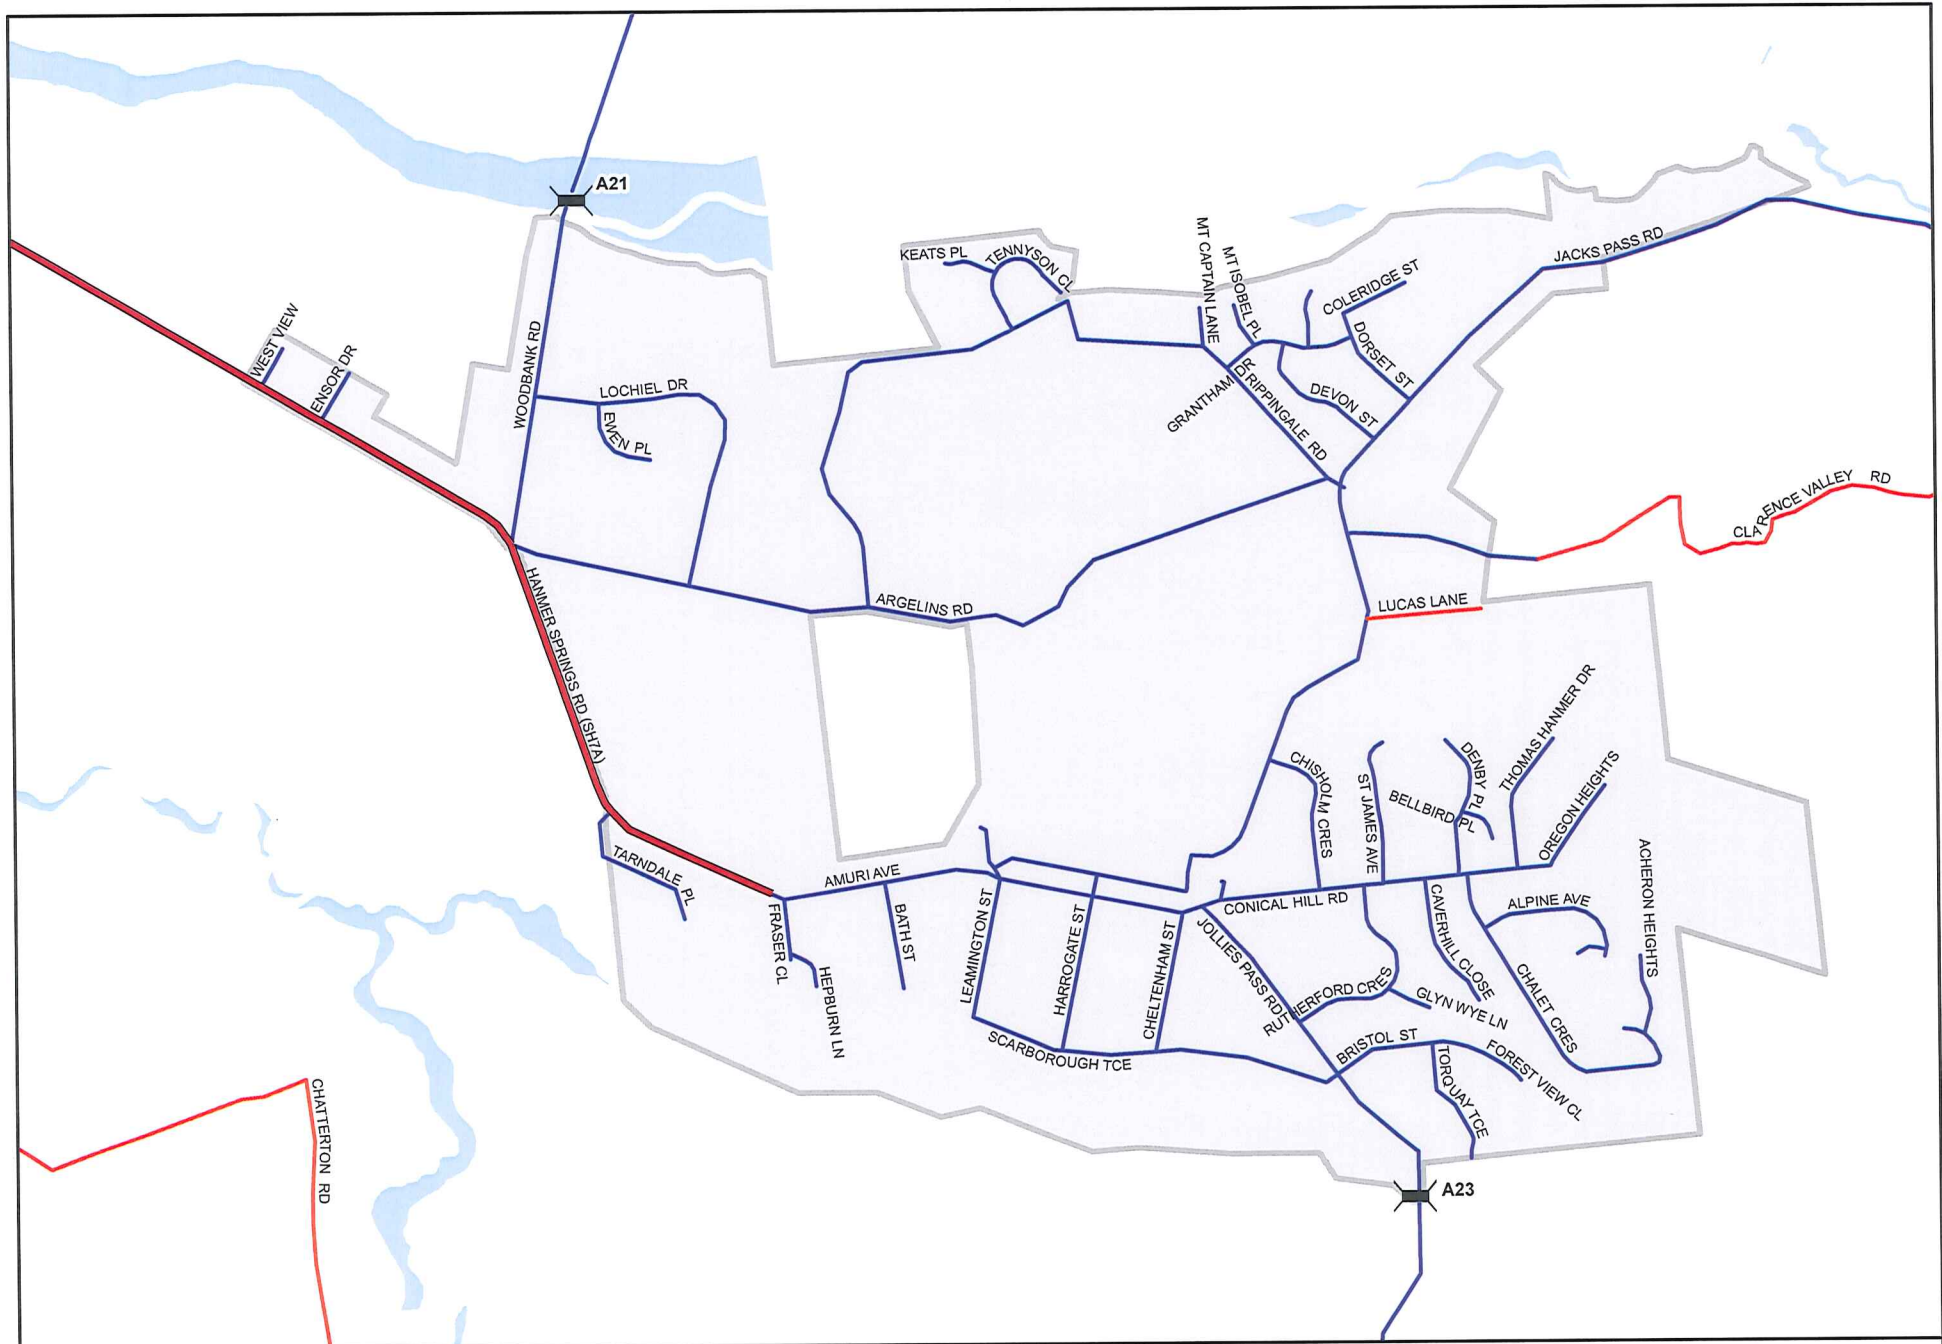 A21
KEATS PL
TENNYSON CL
MT CAPTAIN LANE
MT ISOBEL PL
COLERIDGE ST
JACKS PASS RD
WEST VIEW
ENSOR DR
WOODBANK RD
LOCHIEL DR
EWEN PL
GRANTHAM DR
DORSET ST
DEVON ST
RIPPINGALE RD
CLARENCE VALLEY RD
HANMER SPRINGS RD (SH7A)
ARGELINS RD
LUCAS LANE
CHISHOLM CRES
ST JAMES AVE
DENBY PL
BELLBIRD PL
THOMAS HANMER DR
OREGON HEIGHTS
TARNDALE PL
AMURI AVE
FRASER CL
BATH ST
HEPBURN LN
LEAMINGTON ST
HARROGATE ST
CHELTENHAM ST
CONICAL HILL RD
JOLLIES PASS RD
CAVERHILL CLOSE
ALPINE AVE
ACHERON HEIGHTS
RUTHERFORD CRES
GLYN WYE LN
CHALET CRES
SCARBOROUGH TCE
BRISTOL ST
FOREST VIEW CL
TORQUAY TCE
CHATTERTON RD
A23